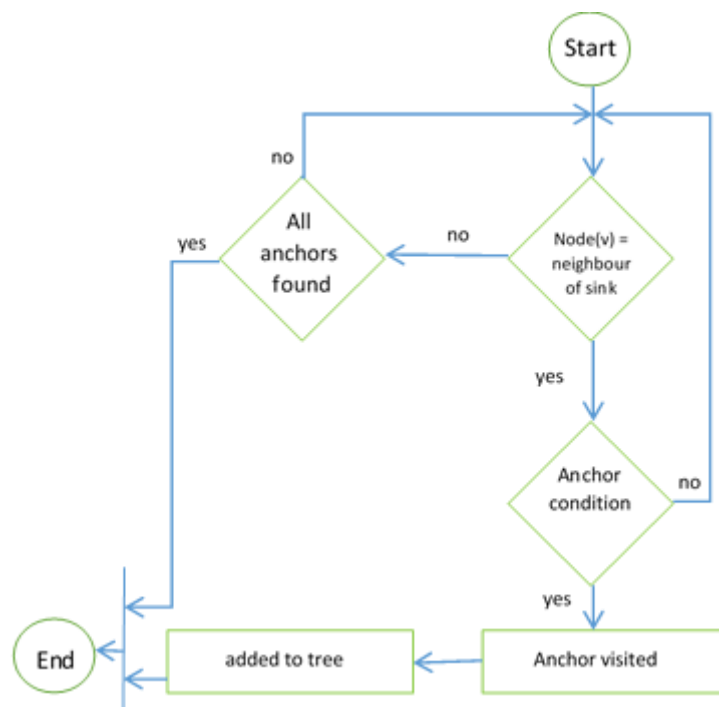 Start
no
All
anchors
found
yes
no
Node(v) =
neighbour
of sink
yes
Anchor
condition
no
yes
End
added to tree
Anchor visited